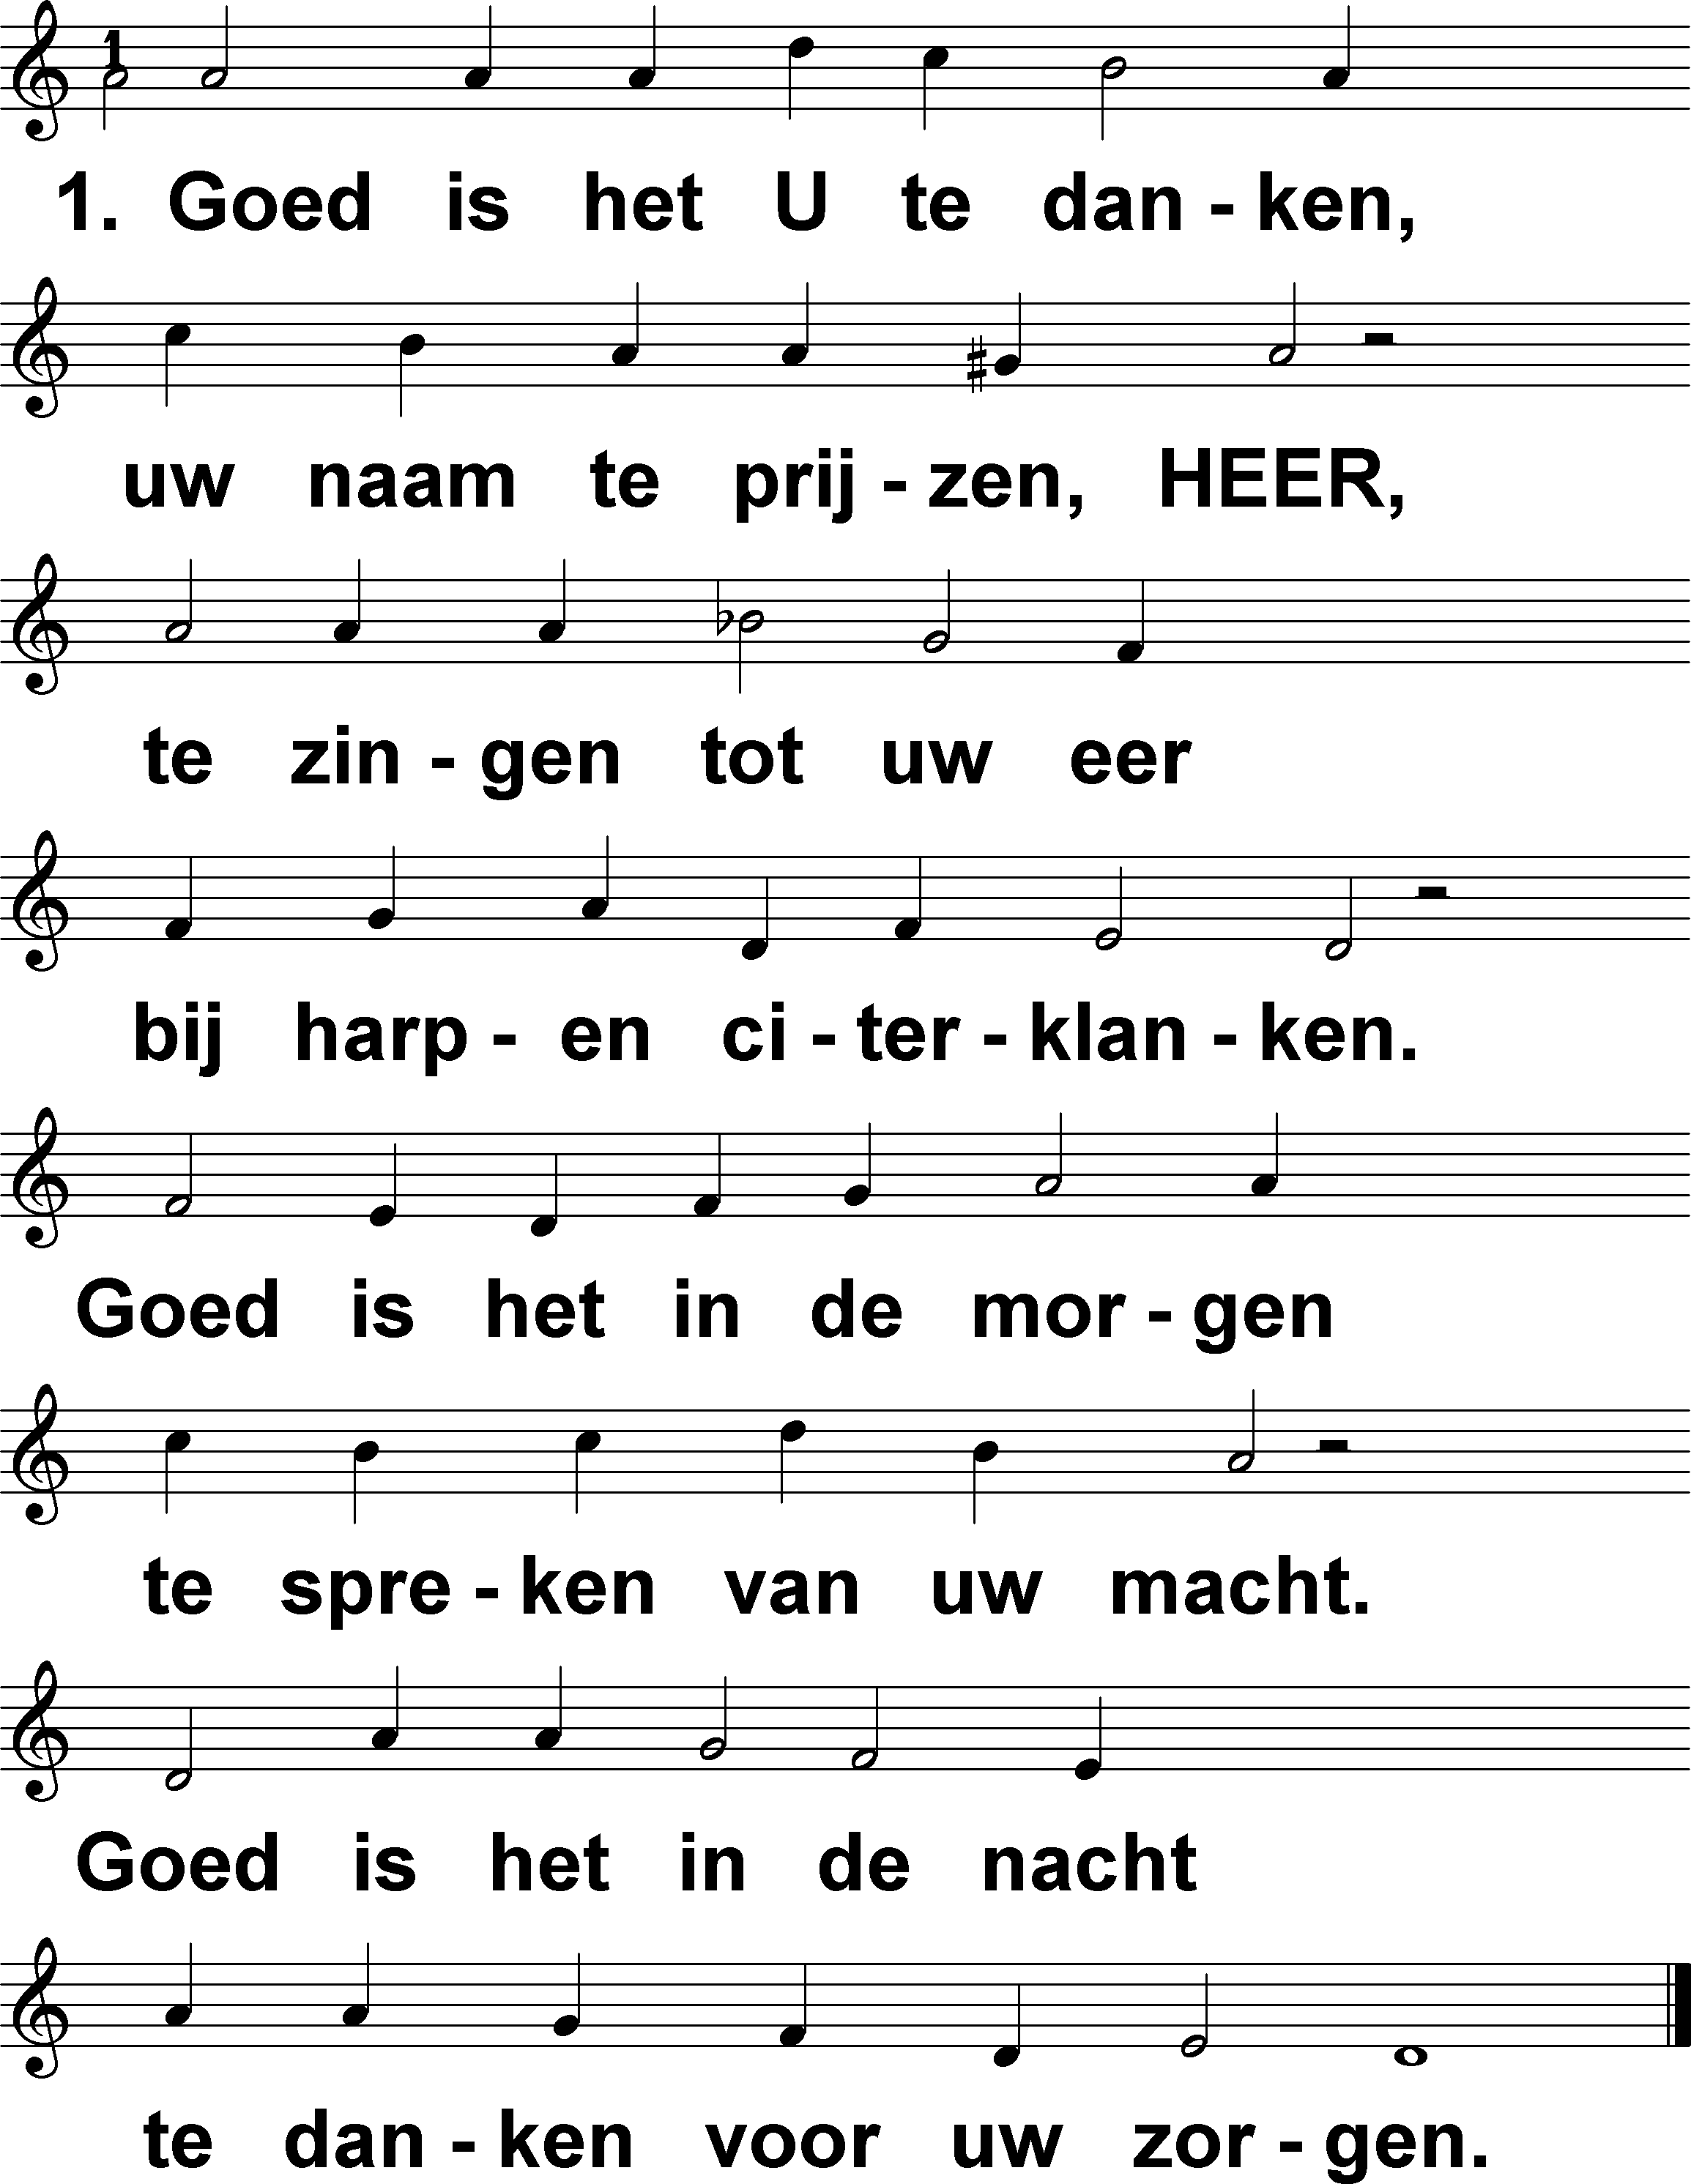 1. Goed is het U te dan - ken,
uw naam te prij - zen, HEER,
te zin - gen tot uw eer
bij harp - en ci - ter - klan - ken.
Goed is het in de mor - gen
te spre - ken van uw macht.
Goed is het in de nacht
te dan - ken voor uw zor - gen.